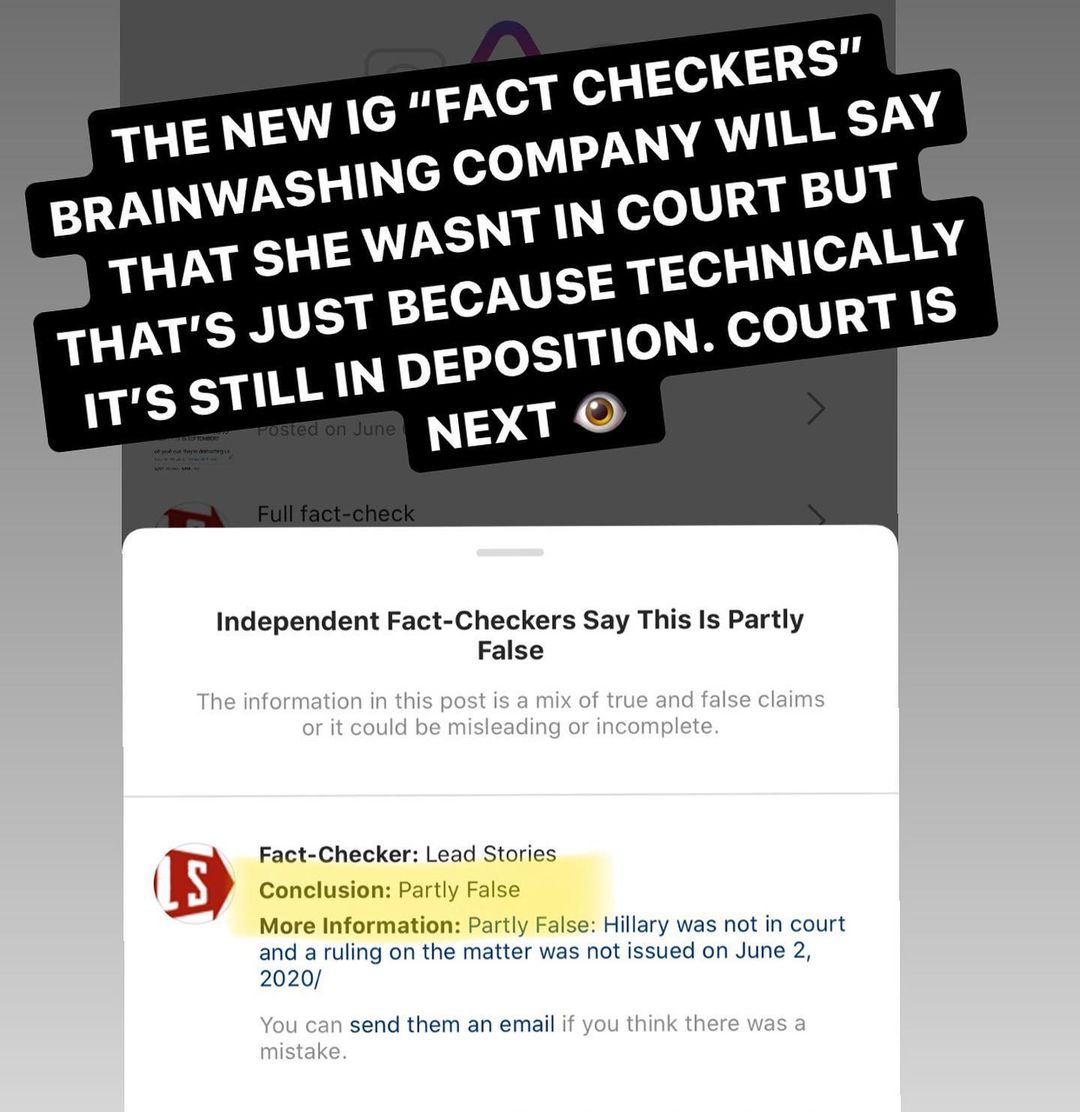 THE NEW IG “FACT CHECKERS”
BRAINWASHING COMPANY WILL SAY
THAT SHE WASNT IN COURT BUT
THAT’S JUST BECAUSE TECHNICALLY
IT’S STILL IN DEPOSITION. COURT IS
NEXT 👁️
Posted on June
Full fact-check
Independent Fact-Checkers Say This Is Partly
False
The information in this post is a mix of true and false claims
or it could be misleading or incomplete.
LS
Fact-Checker: Lead Stories
Conclusion: Partly False
More Information: Partly False: Hillary was not in court
and a ruling on the matter was not issued on June 2,
2020/
You can send them an email if you think there was a
mistake.